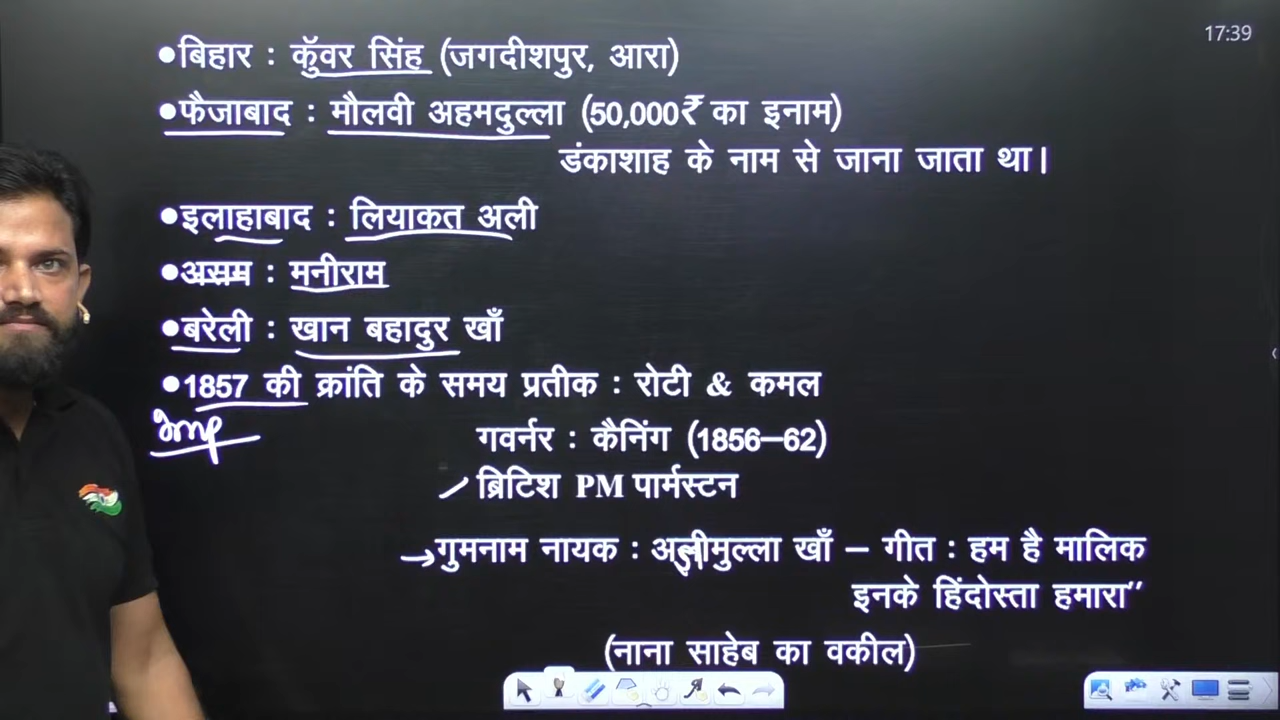 17:39
●बिहार : कुँवर सिंह (जगदीशपुर, आरा)
●फैजाबाद : मौलवी अहमदुल्ला (50,000₹ का इनाम)
डंकाशाह के नाम से जाना जाता था।
●इलाहाबाद : लियाकत अली
●असम : मनीराम
●बरेली : खान बहादुर खाँ
●1857 की क्रांति के समय प्रतीक : रोटी & कमल
Imp
गवर्नर : कैनिंग (1856–62)
ब्रिटिश PM पार्मस्टन
→गुमनाम नायक : अलीमुल्ला खाँ – गीत : हम है मालिक
इनके हिंदोस्ता हमारा”
(नाना साहेब का वकील)